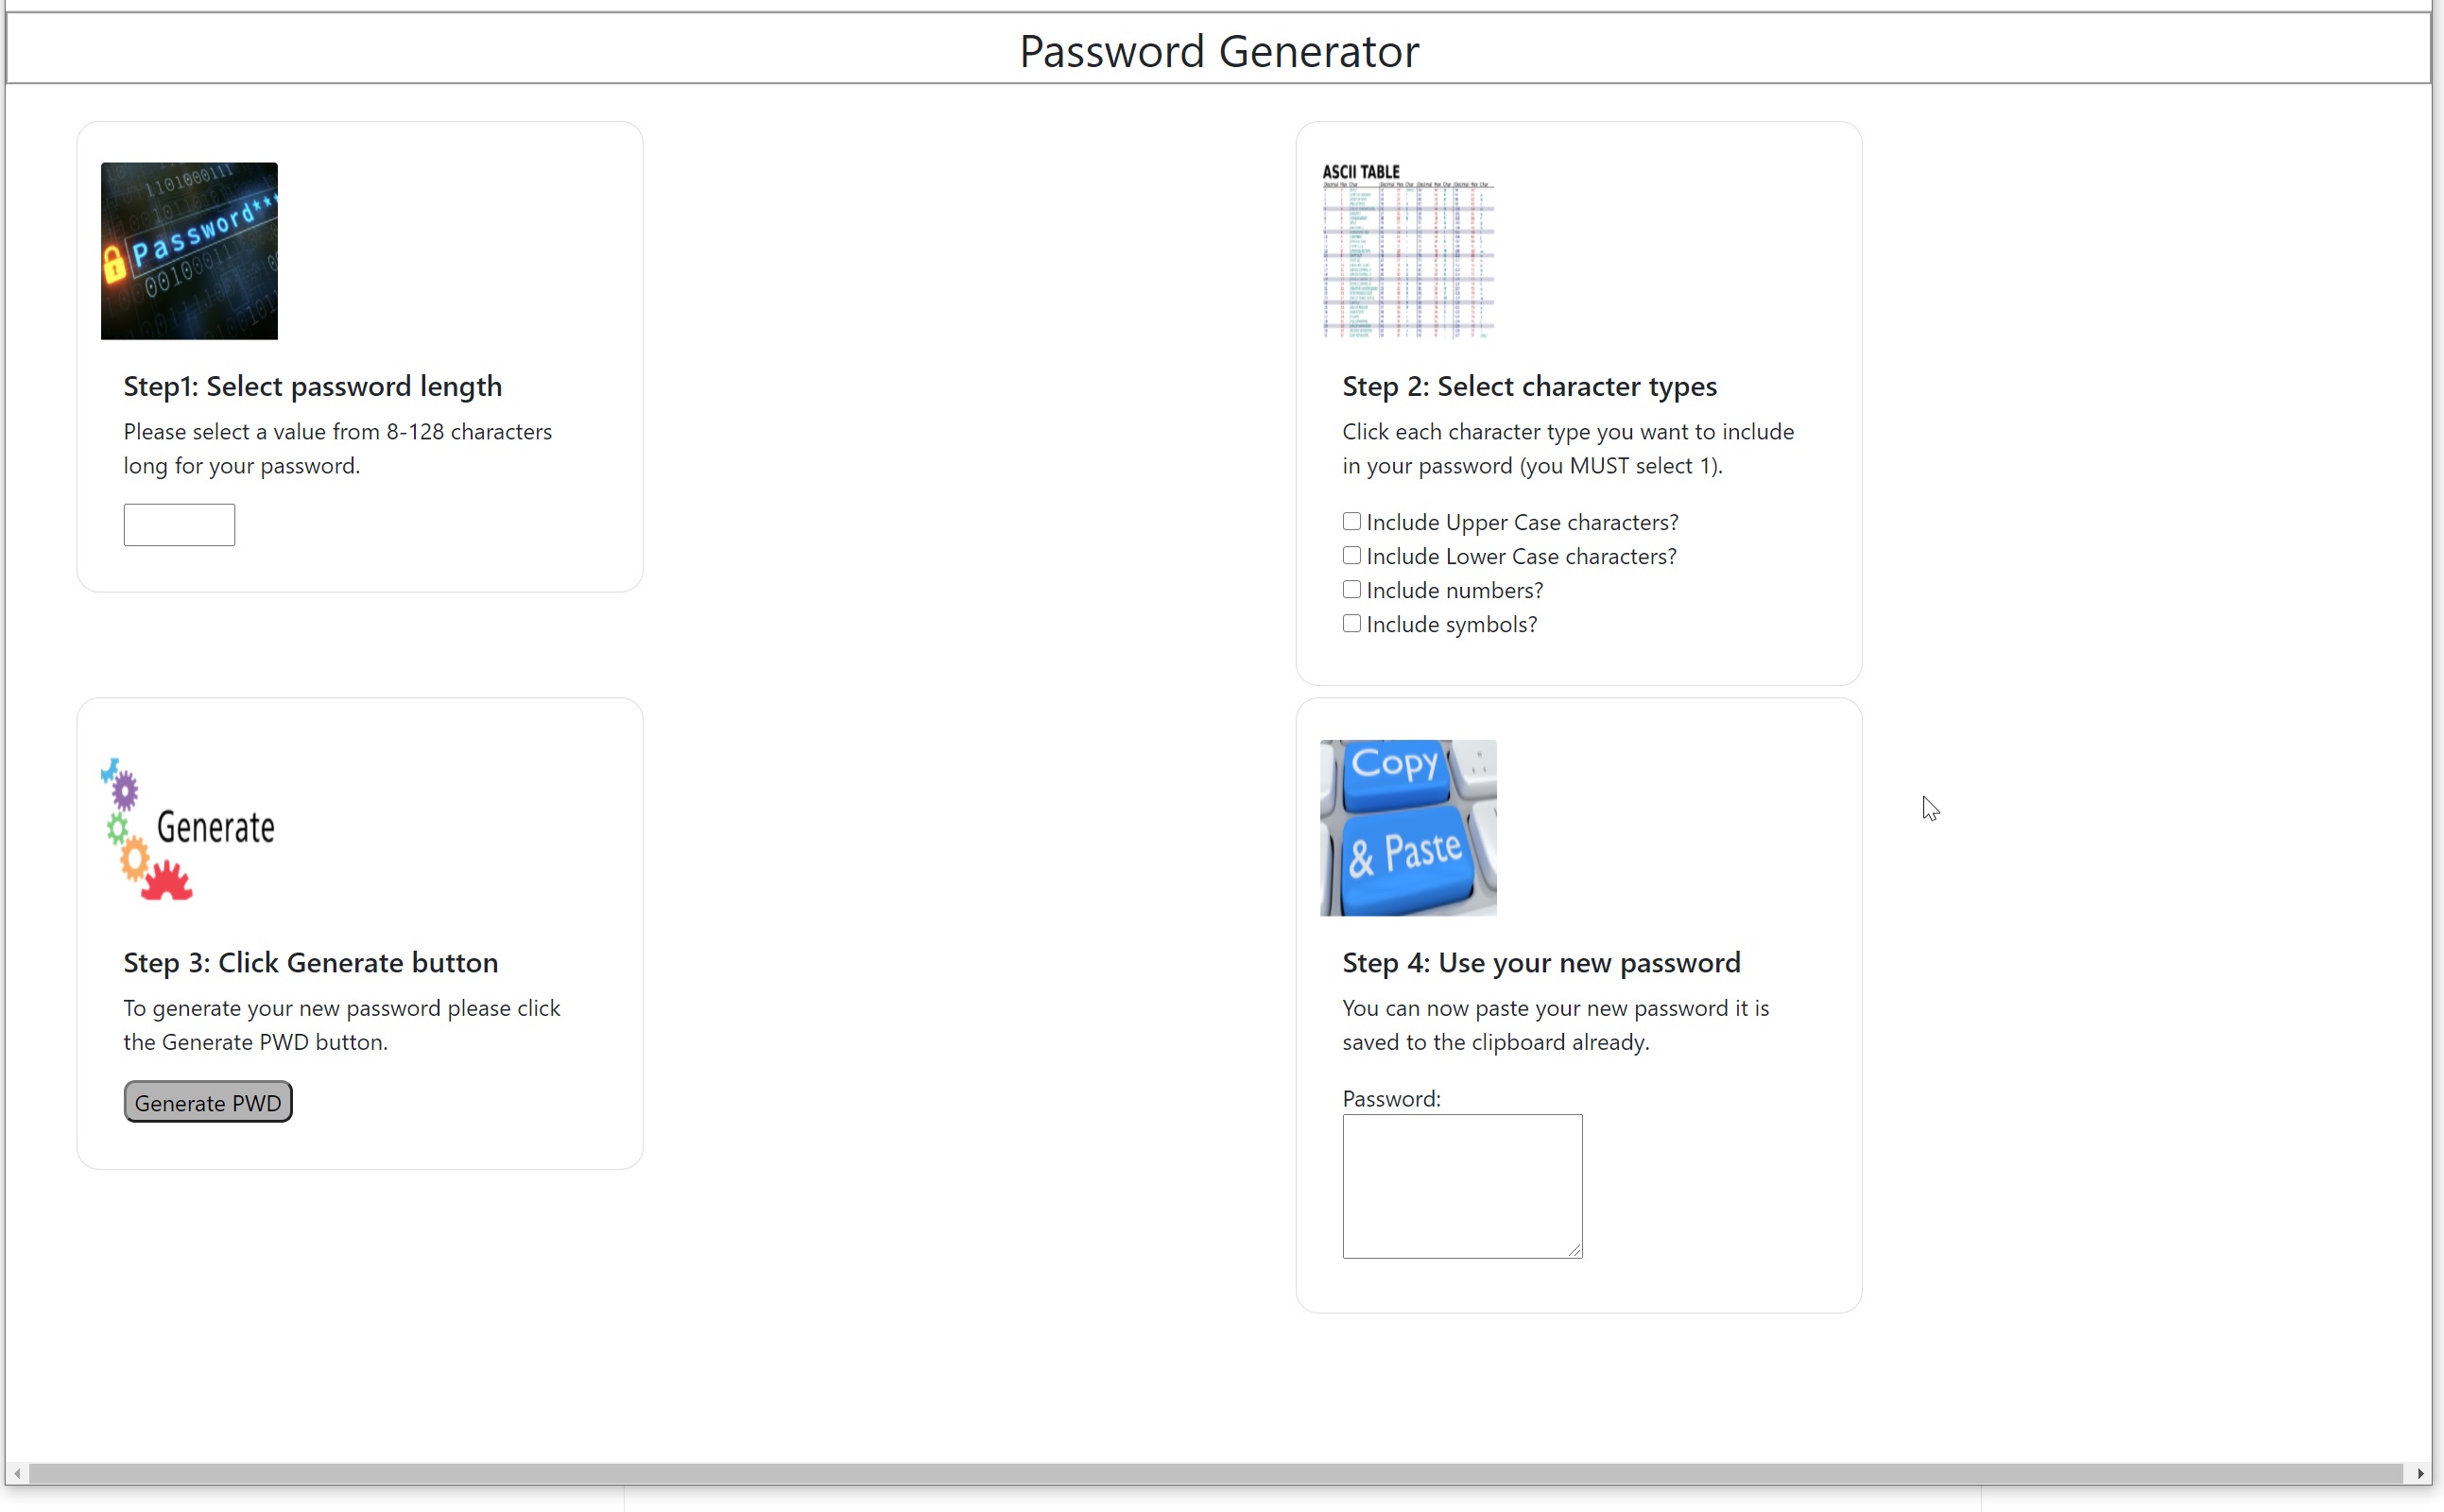 Password Generator
1101000111
Password***
00100011
Step1: Select password length
Please select a value from 8-128 characters
long for your password.
ASCII TABLE
Step 2: Select character types
Click each character type you want to include
in your password (you MUST select 1).
Include Upper Case characters?
Include Lower Case characters?
Include numbers?
Include symbols?
Generate
Step 3: Click Generate button
To generate your new password please click
the Generate PWD button.
Generate PWD
Copy
& Paste
Step 4: Use your new password
You can now paste your new password it is
saved to the clipboard already.
Password: